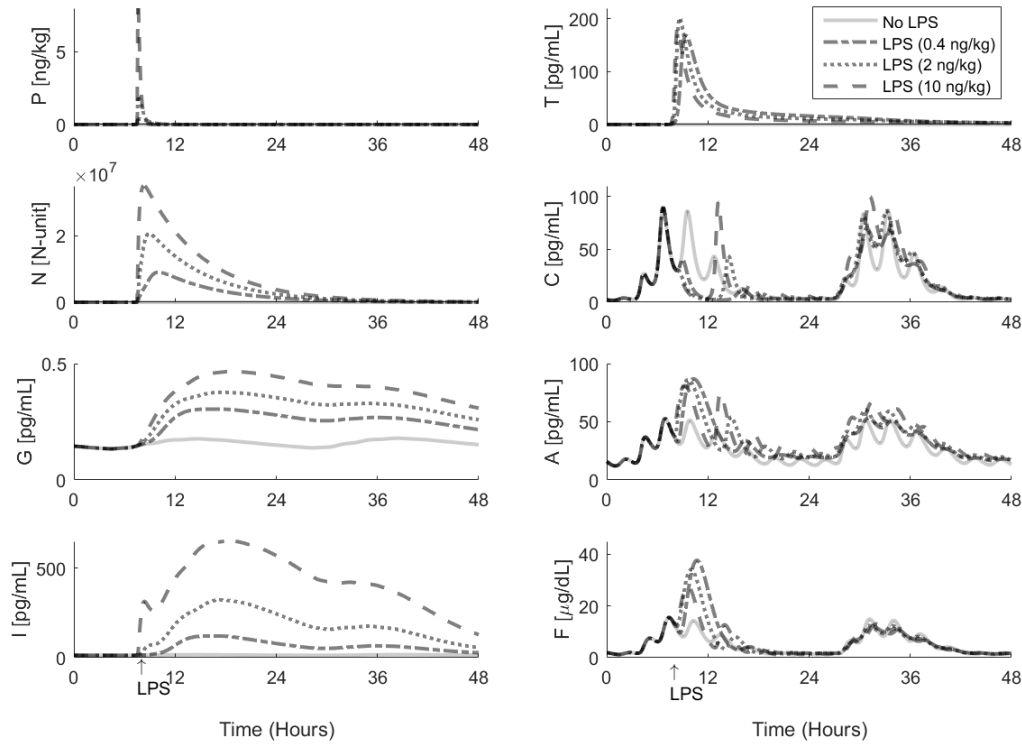 P [ng/kg]
5
0
0 12 24 36 48
T [pg/mL]
200
150
100
50
0
0 12 24 36 48
No LPS
LPS (0.4 ng/kg)
LPS (2 ng/kg)
LPS (10 ng/kg)
×10⁷
N [N-unit]
2
0
0 12 24 36 48
C [pg/mL]
100
50
0
0 12 24 36 48
G [pg/mL]
0.5
0
0 12 24 36 48
A [pg/mL]
100
50
0
0 12 24 36 48
I [pg/mL]
500
0
0 12 24 36 48
↑
LPS
Time (Hours)
F [μg/dL]
40
20
0
0 12 24 36 48
↑
LPS
Time (Hours)